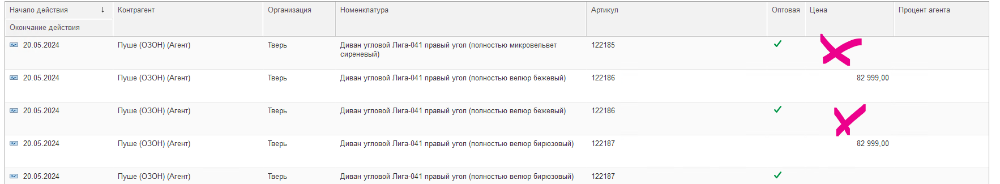 Начало действия ↓ Контрагент Организация Номенклатура Артикул Оптовая Цена Процент агента
Окончание действия
20.05.2024 Пуше (ОЗОН) (Агент) Тверь Диван угловой Лига-041 правый угол (полностью микровельвет 122185
сиреневый)
20.05.2024 Пуше (ОЗОН) (Агент) Тверь Диван угловой Лига-041 правый угол (полностью велюр бежевый) 122186 82 999,00
20.05.2024 Пуше (ОЗОН) (Агент) Тверь Диван угловой Лига-041 правый угол (полностью велюр бежевый) 122186
20.05.2024 Пуше (ОЗОН) (Агент) Тверь Диван угловой Лига-041 правый угол (полностью велюр бирюзовый) 122187 82 999,00
20.05.2024 Пуше (ОЗОН) (Агент) Тверь Диван угловой Лига-041 правый угол (полностью велюр бирюзовый) 122187